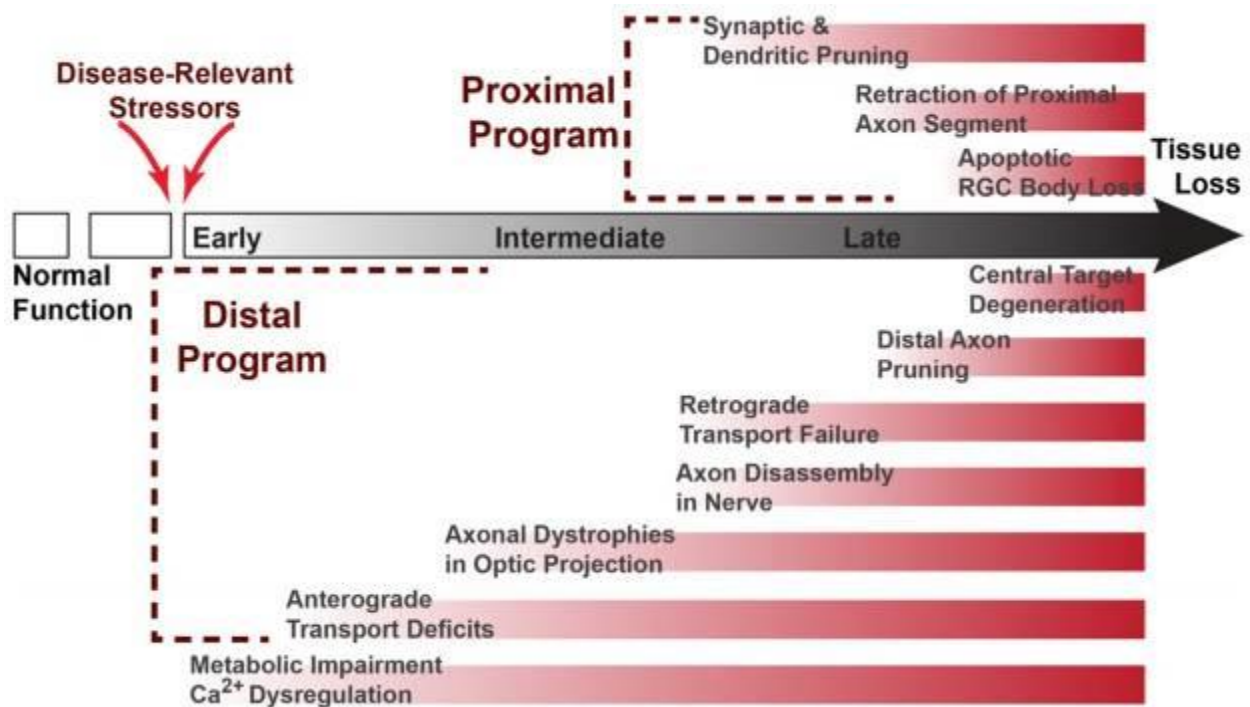 Synaptic &
Dendritic Pruning
Disease-Relevant
Stressors
Proximal
Program
Retraction of Proximal
Axon Segment
Apoptotic
RGC Body Loss
Tissue
Loss
Early
Intermediate
Late
Normal
Function
Distal
Program
Central Target
Degeneration
Distal Axon
Pruning
Retrograde
Transport Failure
Axon Disassembly
in Nerve
Axonal Dystrophies
in Optic Projection
Anterograde
Transport Deficits
Metabolic Impairment
Ca²⁺ Dysregulation